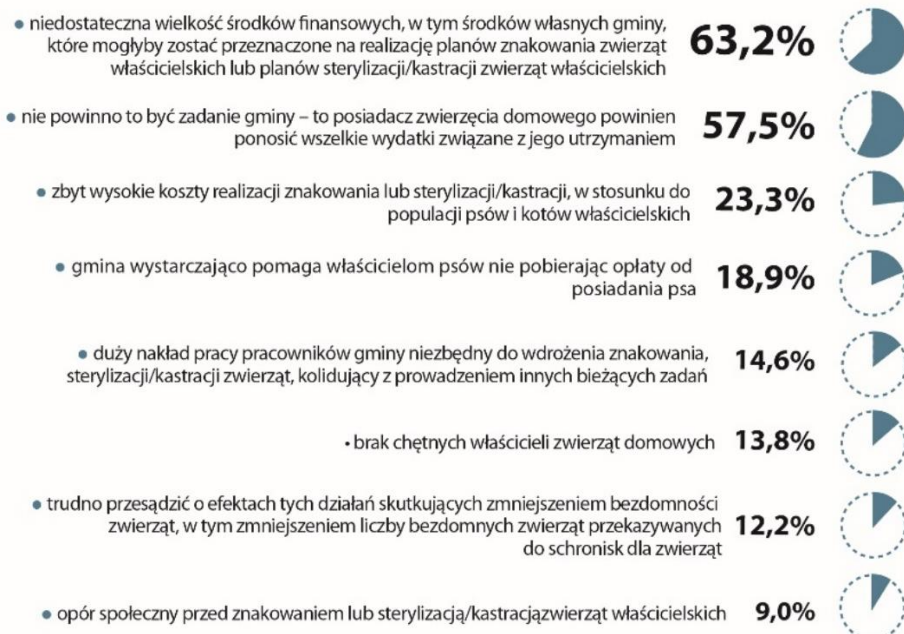 • niedostateczna wielkość środków finansowych, w tym środków własnych gminy,
które mogłyby zostać przeznaczone na realizację planów znakowania zwierząt
właścicielskich lub planów sterylizacji/kastracji zwierząt właścicielskich
63,2%
• nie powinno to być zadanie gminy – to posiadacz zwierzęcia domowego powinien
ponosić wszelkie wydatki związane z jego utrzymaniem
57,5%
• zbyt wysokie koszty realizacji znakowania lub sterylizacji/kastracji, w stosunku do
populacji psów i kotów właścicielskich
23,3%
• gmina wystarczająco pomaga właścicielom psów nie pobierając opłaty od
posiadania psa
18,9%
• duży nakład pracy pracowników gminy niezbędny do wdrożenia znakowania,
sterylizacji/kastracji zwierząt, kolidujący z prowadzeniem innych bieżących zadań
14,6%
• brak chętnych właścicieli zwierząt domowych
13,8%
• trudno przesądzić o efektach tych działań skutkujących zmniejszeniem bezdomności
zwierząt, w tym zmniejszeniem liczby bezdomnych zwierząt przekazywanych
do schronisk dla zwierząt
12,2%
• opór społeczny przed znakowaniem lub sterylizacją/kastracjązwierząt właścicielskich
9,0%